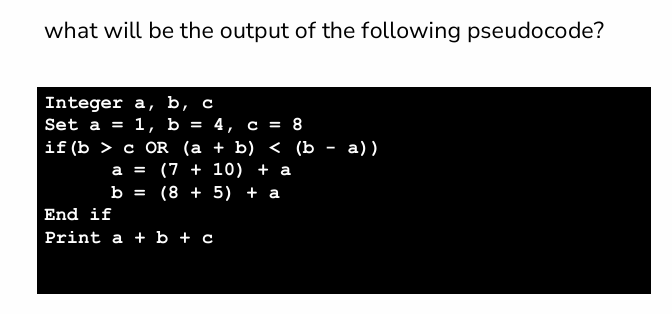 what will be the output of the following pseudocode?
Integer a, b, c
Set a = 1, b = 4, c = 8
if(b > c OR (a + b) < (b - a))
a = (7 + 10) + a
b = (8 + 5) + a
End if
Print a + b + c